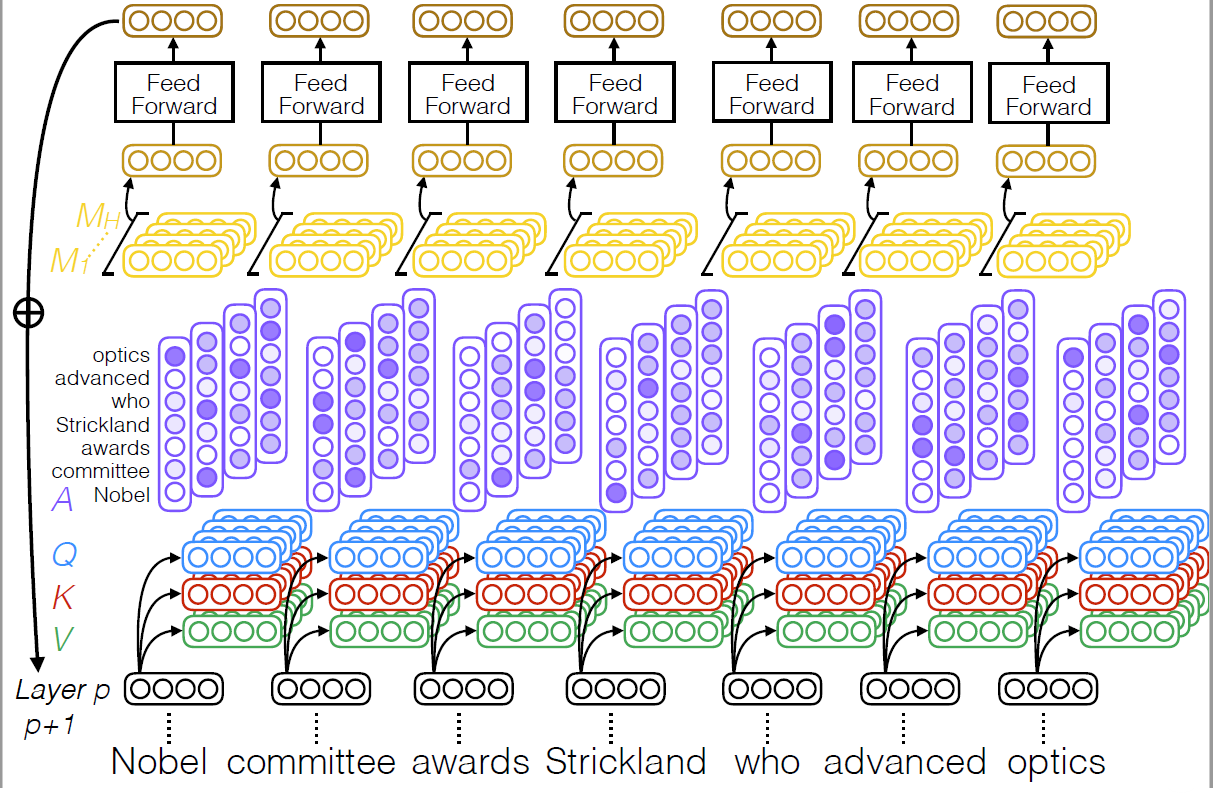 Feed Forward
Feed Forward
Feed Forward
Feed Forward
Feed Forward
Feed Forward
Feed Forward
M_H
M_1
optics
advanced
who
Strickland
awards
committee
A Nobel
Q
K
V
Layer p
p+1
Nobel committee awards Strickland who advanced optics